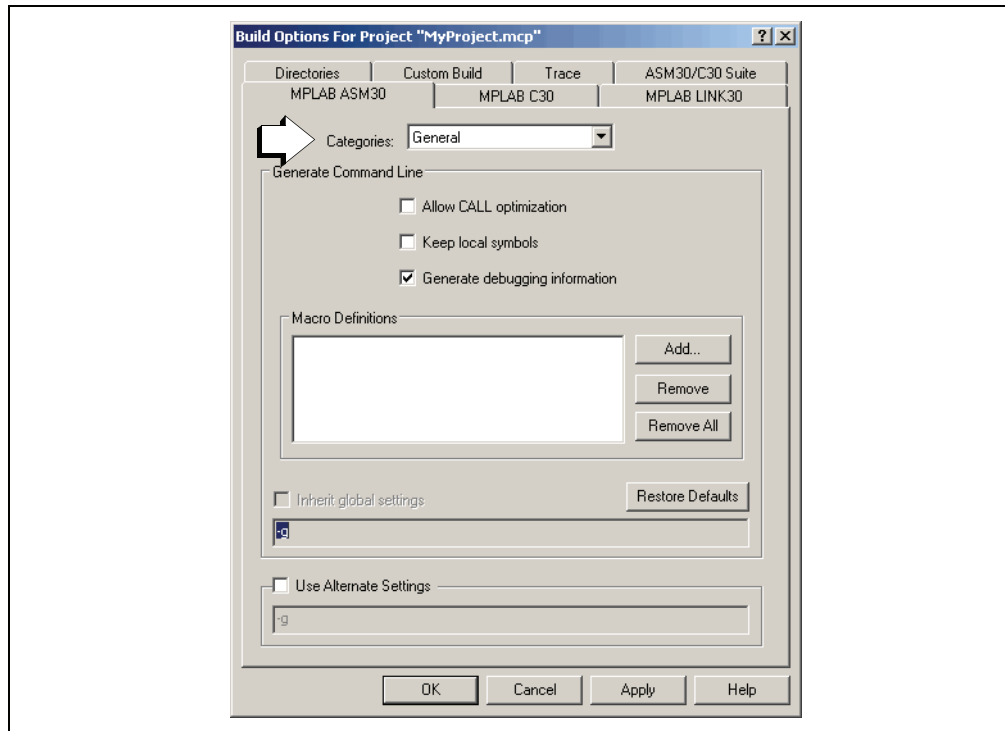 Build Options For Project "MyProject.mcp"
Directories Custom Build Trace ASM30/C30 Suite
MPLAB ASM30 MPLAB C30 MPLAB LINK30
Categories: General
Generate Command Line
Allow CALL optimization
Keep local symbols
Generate debugging information
Macro Definitions
Add...
Remove
Remove All
Inherit global settings Restore Defaults
-g
Use Alternate Settings
-g
OK Cancel Apply Help